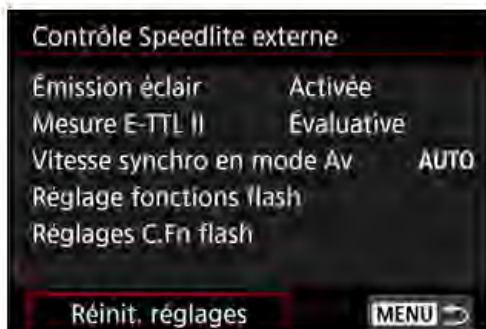 Contrôle Speedlite externe
Émission éclair Activée
Mesure E-TTL II Évaluative
Vitesse synchro en mode Av AUTO
Réglage fonctions flash
Réglages C.Fn flash
Réinit. réglages MENU